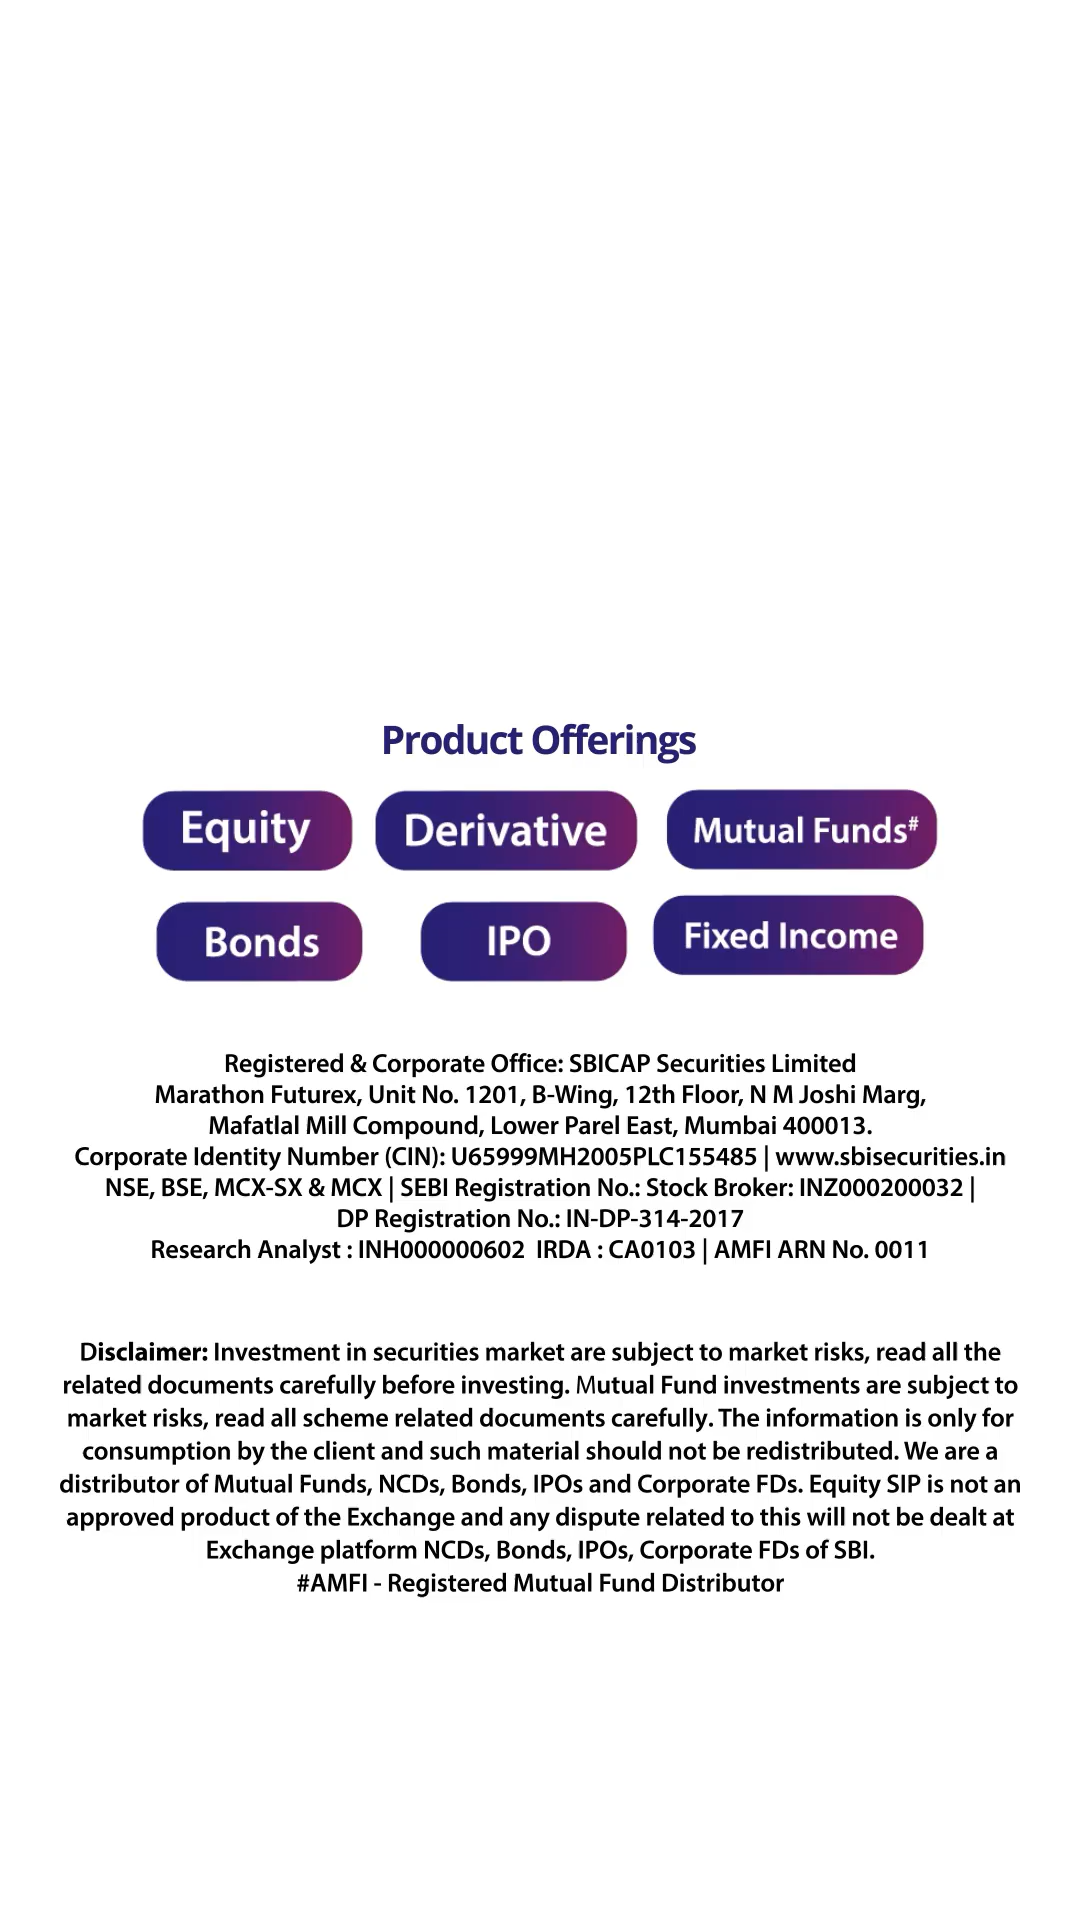 Product Offerings
Equity
Derivative
Mutual Funds#
Bonds
IPO
Fixed Income
Registered & Corporate Office: SBICAP Securities Limited
Marathon Futurex, Unit No. 1201, B-Wing, 12th Floor, N M Joshi Marg,
Mafatlal Mill Compound, Lower Parel East, Mumbai 400013.
Corporate Identity Number (CIN): U65999MH2005PLC155485 | www.sbisecurities.in
NSE, BSE, MCX-SX & MCX | SEBI Registration No.: Stock Broker: INZ000200032 |
DP Registration No.: IN-DP-314-2017
Research Analyst : INH000000602 IRDA : CA0103 | AMFI ARN No. 0011
Disclaimer: Investment in securities market are subject to market risks, read all the
related documents carefully before investing. Mutual Fund investments are subject to
market risks, read all scheme related documents carefully. The information is only for
consumption by the client and such material should not be redistributed. We are a
distributor of Mutual Funds, NCDs, Bonds, IPOs and Corporate FDs. Equity SIP is not an
approved product of the Exchange and any dispute related to this will not be dealt at
Exchange platform NCDs, Bonds, IPOs, Corporate FDs of SBI.
#AMFI - Registered Mutual Fund Distributor